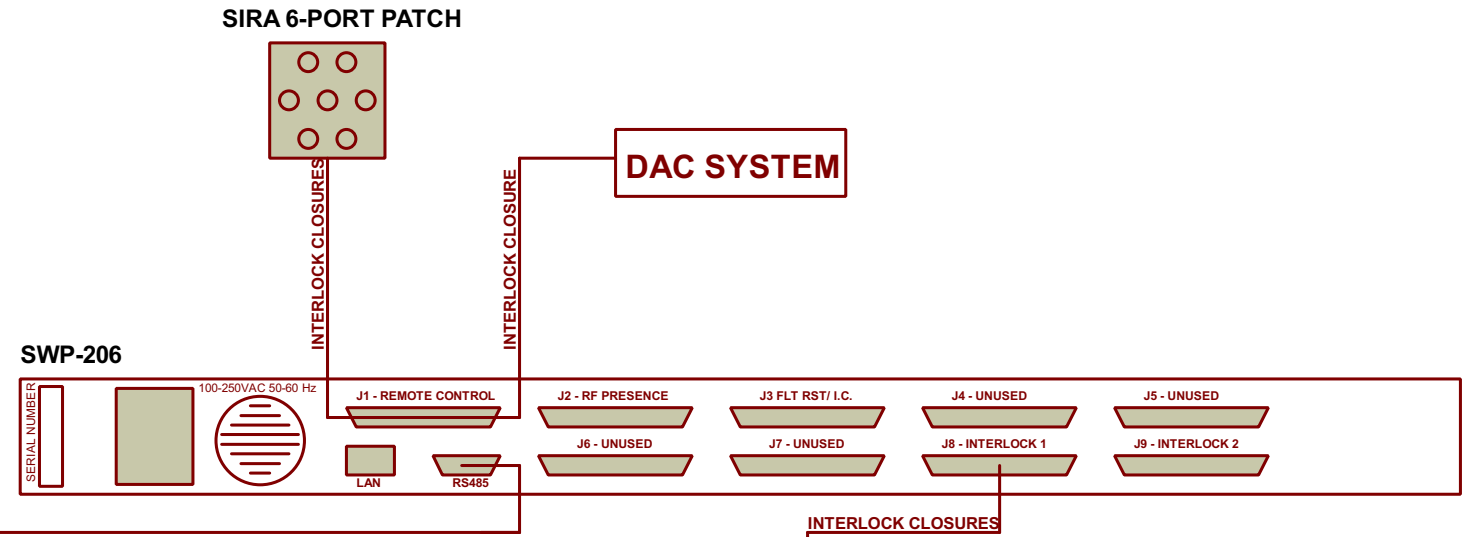 SIRA 6-PORT PATCH
DAC SYSTEM
INTERLOCK CLOSURES
INTERLOCK CLOSURE
SWP-206
SERIAL NUMBER
100-250VAC 50-60 Hz
J1 - REMOTE CONTROL
J2 - RF PRESENCE
J3 FLT RST/ I.C.
J4 - UNUSED
J5 - UNUSED
J6 - UNUSED
J7 - UNUSED
J8 - INTERLOCK 1
J9 - INTERLOCK 2
LAN
RS485
INTERLOCK CLOSURES